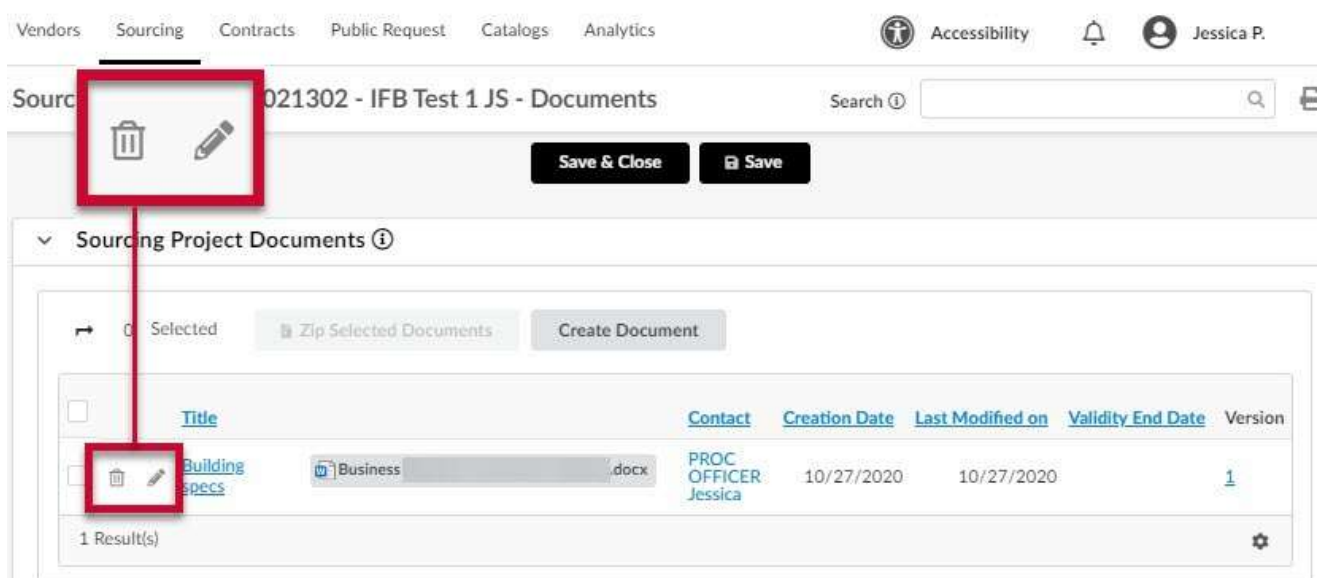 Vendors Sourcing Contracts Public Request Catalogs Analytics Accessibility Jessica P.
Sourc 021302 - IFB Test 1 JS - Documents Search
Save & Close Save
Sourcing Project Documents
0 Selected Zip Selected Documents Create Document
Title Contact Creation Date Last Modified on Validity End Date Version
Building specs Business .docx PROC OFFICER Jessica 10/27/2020 10/27/2020 1
1 Result(s)